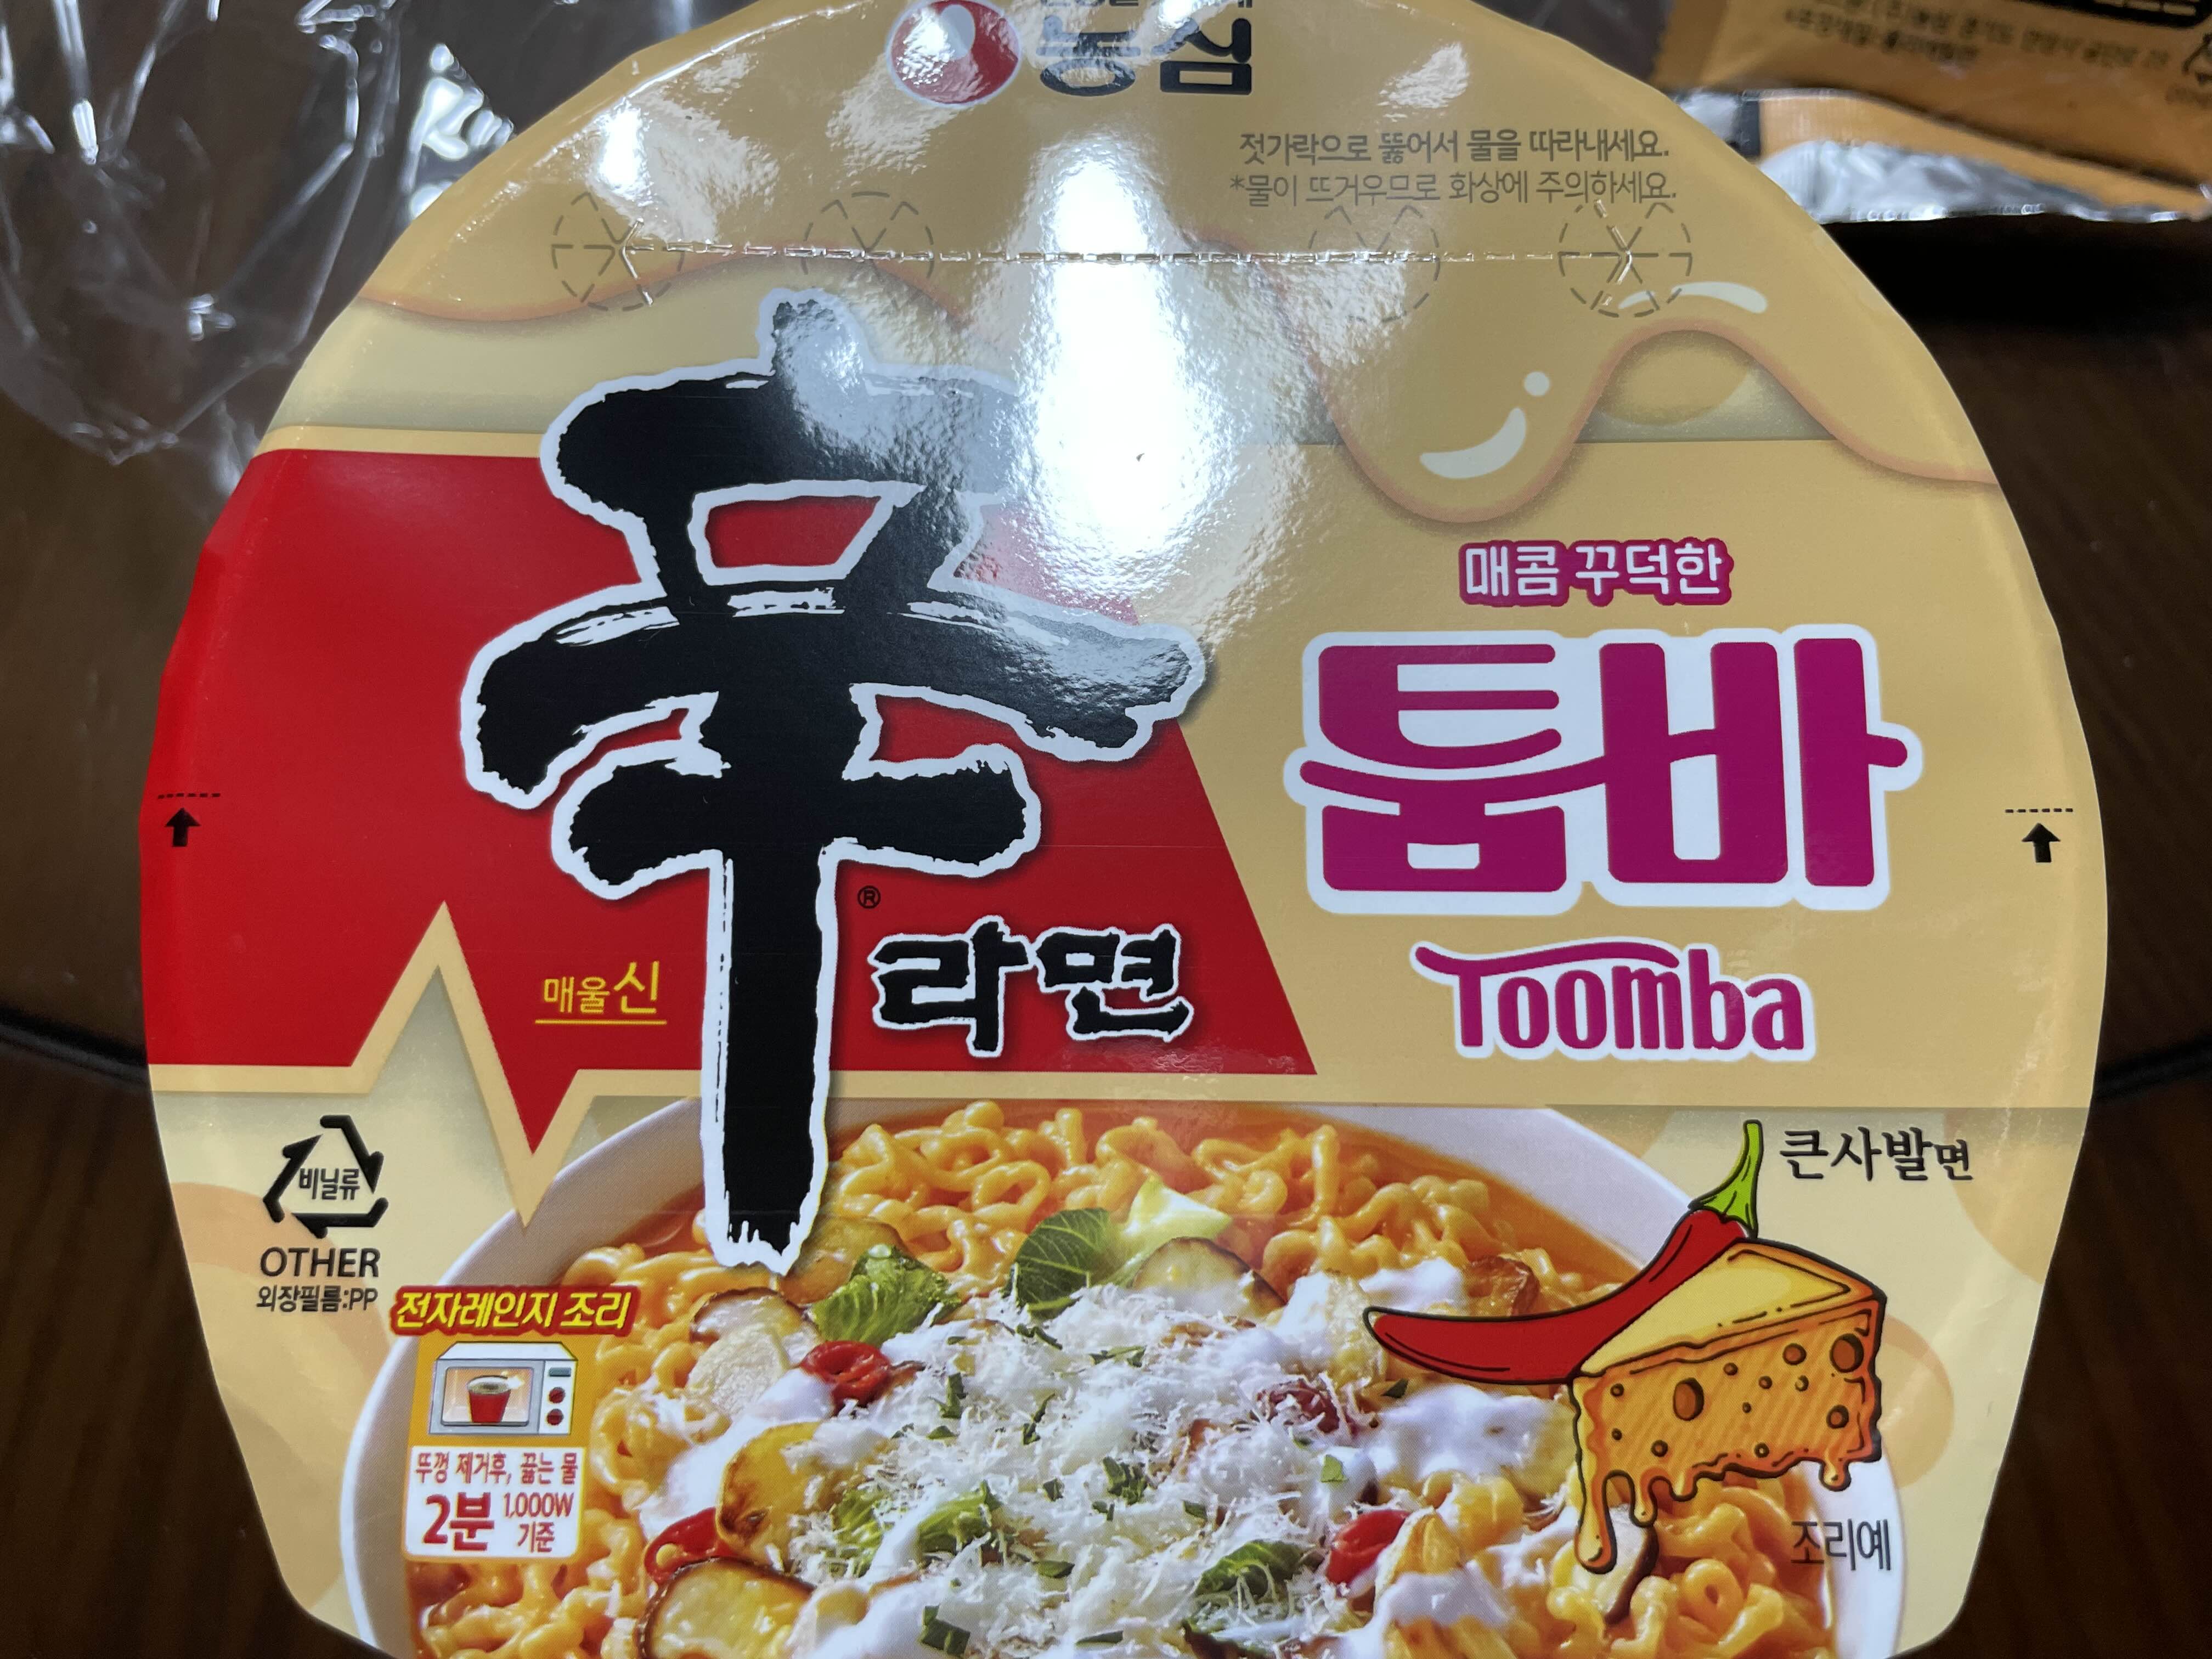 농심
젓가락으로 뚫어서 물을 따라내세요.
*물이 뜨거우므로 화상에 주의하세요.
매콤 꾸덕한
辛
툼바
®
라면
매울신
Toomba
큰사발면
비닐류
OTHER
외장필름:PP
전자레인지 조리
뚜껑 제거후, 끓는 물
2분 1,000W
기준
조리예